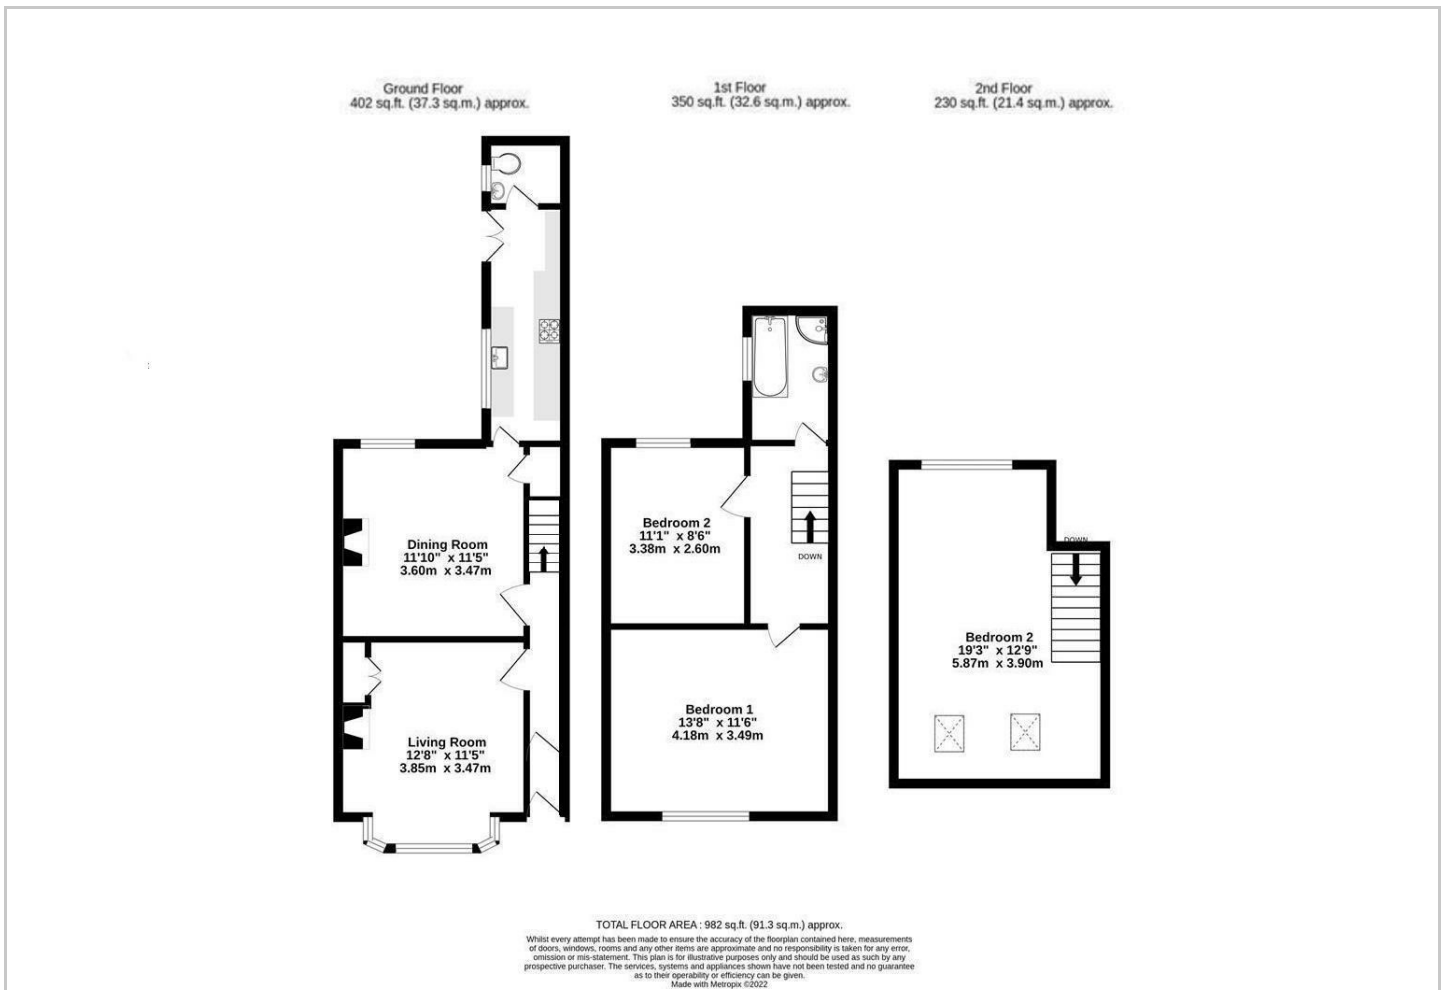 Ground Floor
402 sq.ft. (37.3 sq.m.) approx.
1st Floor
350 sq.ft. (32.6 sq.m.) approx.
2nd Floor
230 sq.ft. (21.4 sq.m.) approx.
Dining Room
11'10" x 11'5"
3.60m x 3.47m
Living Room
12'8" x 11'5"
3.85m x 3.47m
Bedroom 2
11'1" x 8'6"
3.38m x 2.60m
DOWN
Bedroom 1
13'8" x 11'6"
4.18m x 3.49m
DOWN
Bedroom 2
19'3" x 12'9"
5.87m x 3.90m
TOTAL FLOOR AREA : 982 sq.ft. (91.3 sq.m.) approx.
Whilst every attempt has been made to ensure the accuracy of the floorplan contained here, measurements
of doors, windows, rooms and any other items are approximate and no responsibility is taken for any error,
omission or mis-statement. This plan is for illustrative purposes only and should be used as such by any
prospective purchaser. The services, systems and appliances shown have not been tested and no guarantee
as to their operability or efficiency can be given.
Made with Metropix ©2022